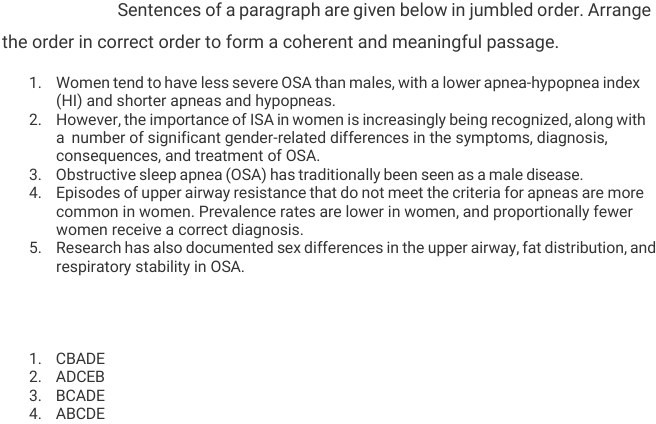 Sentences of a paragraph are given below in jumbled order. Arrange
the order in correct order to form a coherent and meaningful passage.
1. Women tend to have less severe OSA than males, with a lower apnea-hypopnea index
(HI) and shorter apneas and hypopneas.
2. However, the importance of ISA in women is increasingly being recognized, along with
a number of significant gender-related differences in the symptoms, diagnosis,
consequences, and treatment of OSA.
3. Obstructive sleep apnea (OSA) has traditionally been seen as a male disease.
4. Episodes of upper airway resistance that do not meet the criteria for apneas are more
common in women. Prevalence rates are lower in women, and proportionally fewer
women receive a correct diagnosis.
5. Research has also documented sex differences in the upper airway, fat distribution, and
respiratory stability in OSA.
1. CBADE
2. ADCEB
3. BCADE
4. ABCDE